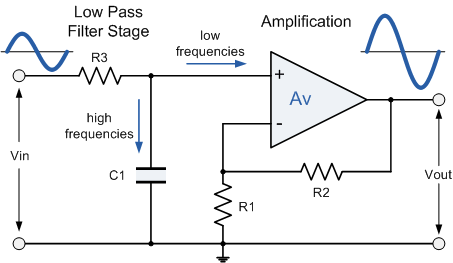 Low Pass
Filter Stage
Amplification
low
frequencies
R3
+
Av
high
frequencies
-
Vin
C1
R2
Vout
R1